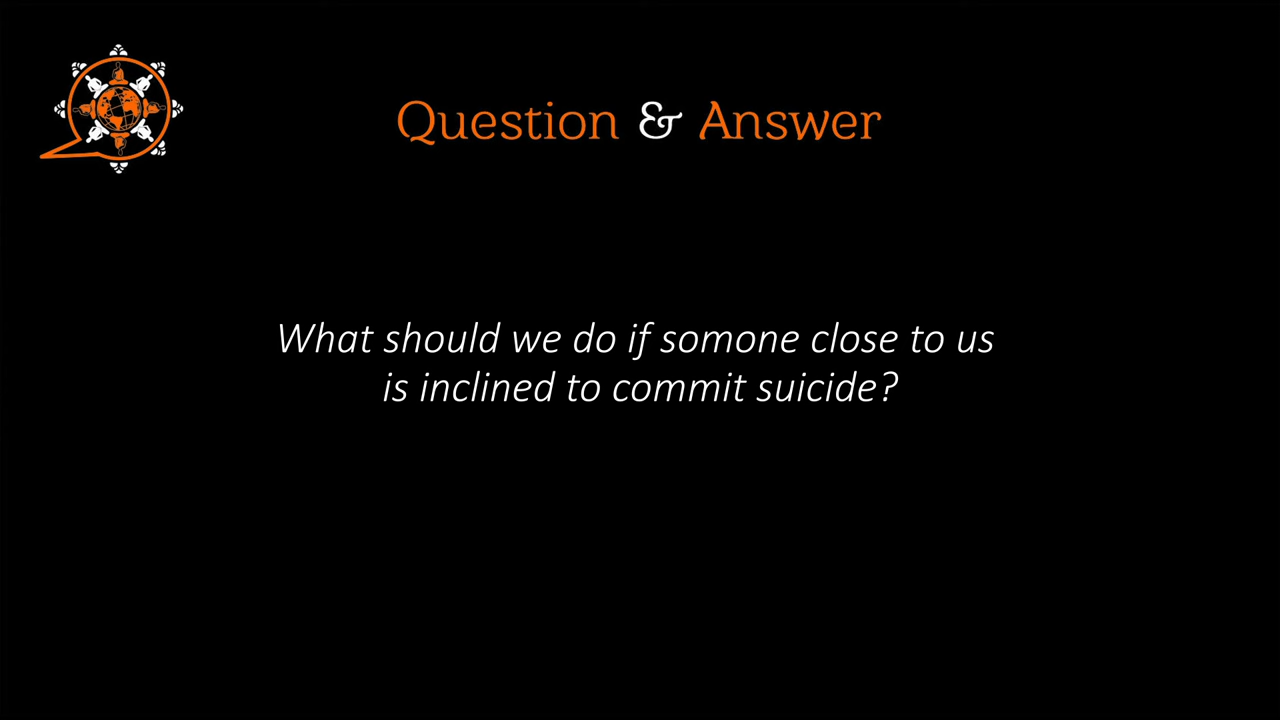 Question & Answer
What should we do if somone close to us
is inclined to commit suicide?